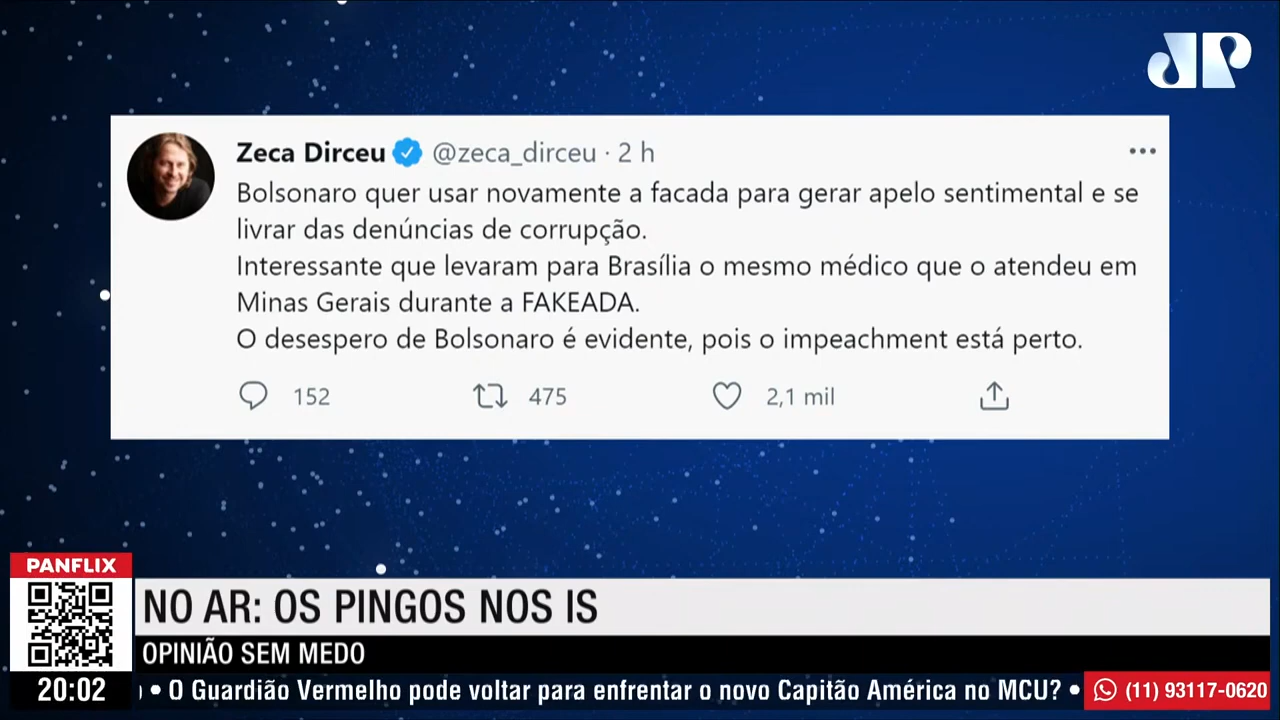 JP
Zeca Dirceu @zeca_dirceu · 2 h
Bolsonaro quer usar novamente a facada para gerar apelo sentimental e se
livrar das denúncias de corrupção.
Interessante que levaram para Brasília o mesmo médico que o atendeu em
Minas Gerais durante a FAKEADA.
O desespero de Bolsonaro é evidente, pois o impeachment está perto.
152 475 2,1 mil
PANFLIX
NO AR: OS PINGOS NOS IS
OPINIÃO SEM MEDO
20:02 • O Guardião Vermelho pode voltar para enfrentar o novo Capitão América no MCU? • (11) 93117-0620